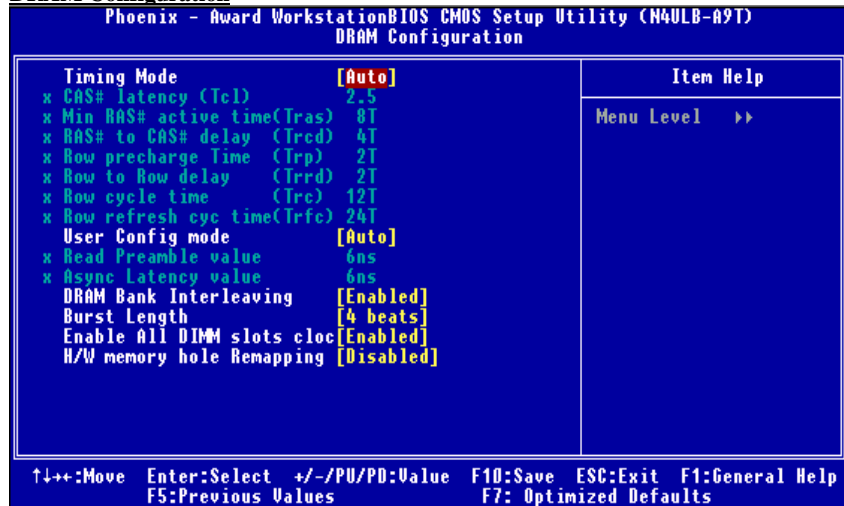 Phoenix - Award WorkstationBIOS CMOS Setup Utility (N4ULB-A9T)
DRAM Configuration
Timing Mode [Auto]
x CAS# latency (Tcl) 2.5
x Min RAS# active time(Tras) 8T
x RAS# to CAS# delay (Trcd) 4T
x Row precharge Time (Trp) 2T
x Row to Row delay (Trrd) 2T
x Row cycle time (Trc) 12T
x Row refresh cyc time(Trfc) 24T
User Config mode [Auto]
x Read Preamble value 6ns
x Async Latency value 6ns
DRAM Bank Interleaving [Enabled]
Burst Length [4 beats]
Enable All DIMM slots cloc[Enabled]
H/W memory hole Remapping [Disabled]
Item Help
Menu Level ►►
↑↓→←:Move Enter:Select +/-/PU/PD:Value F10:Save ESC:Exit F1:General Help
F5:Previous Values F7: Optimized Defaults